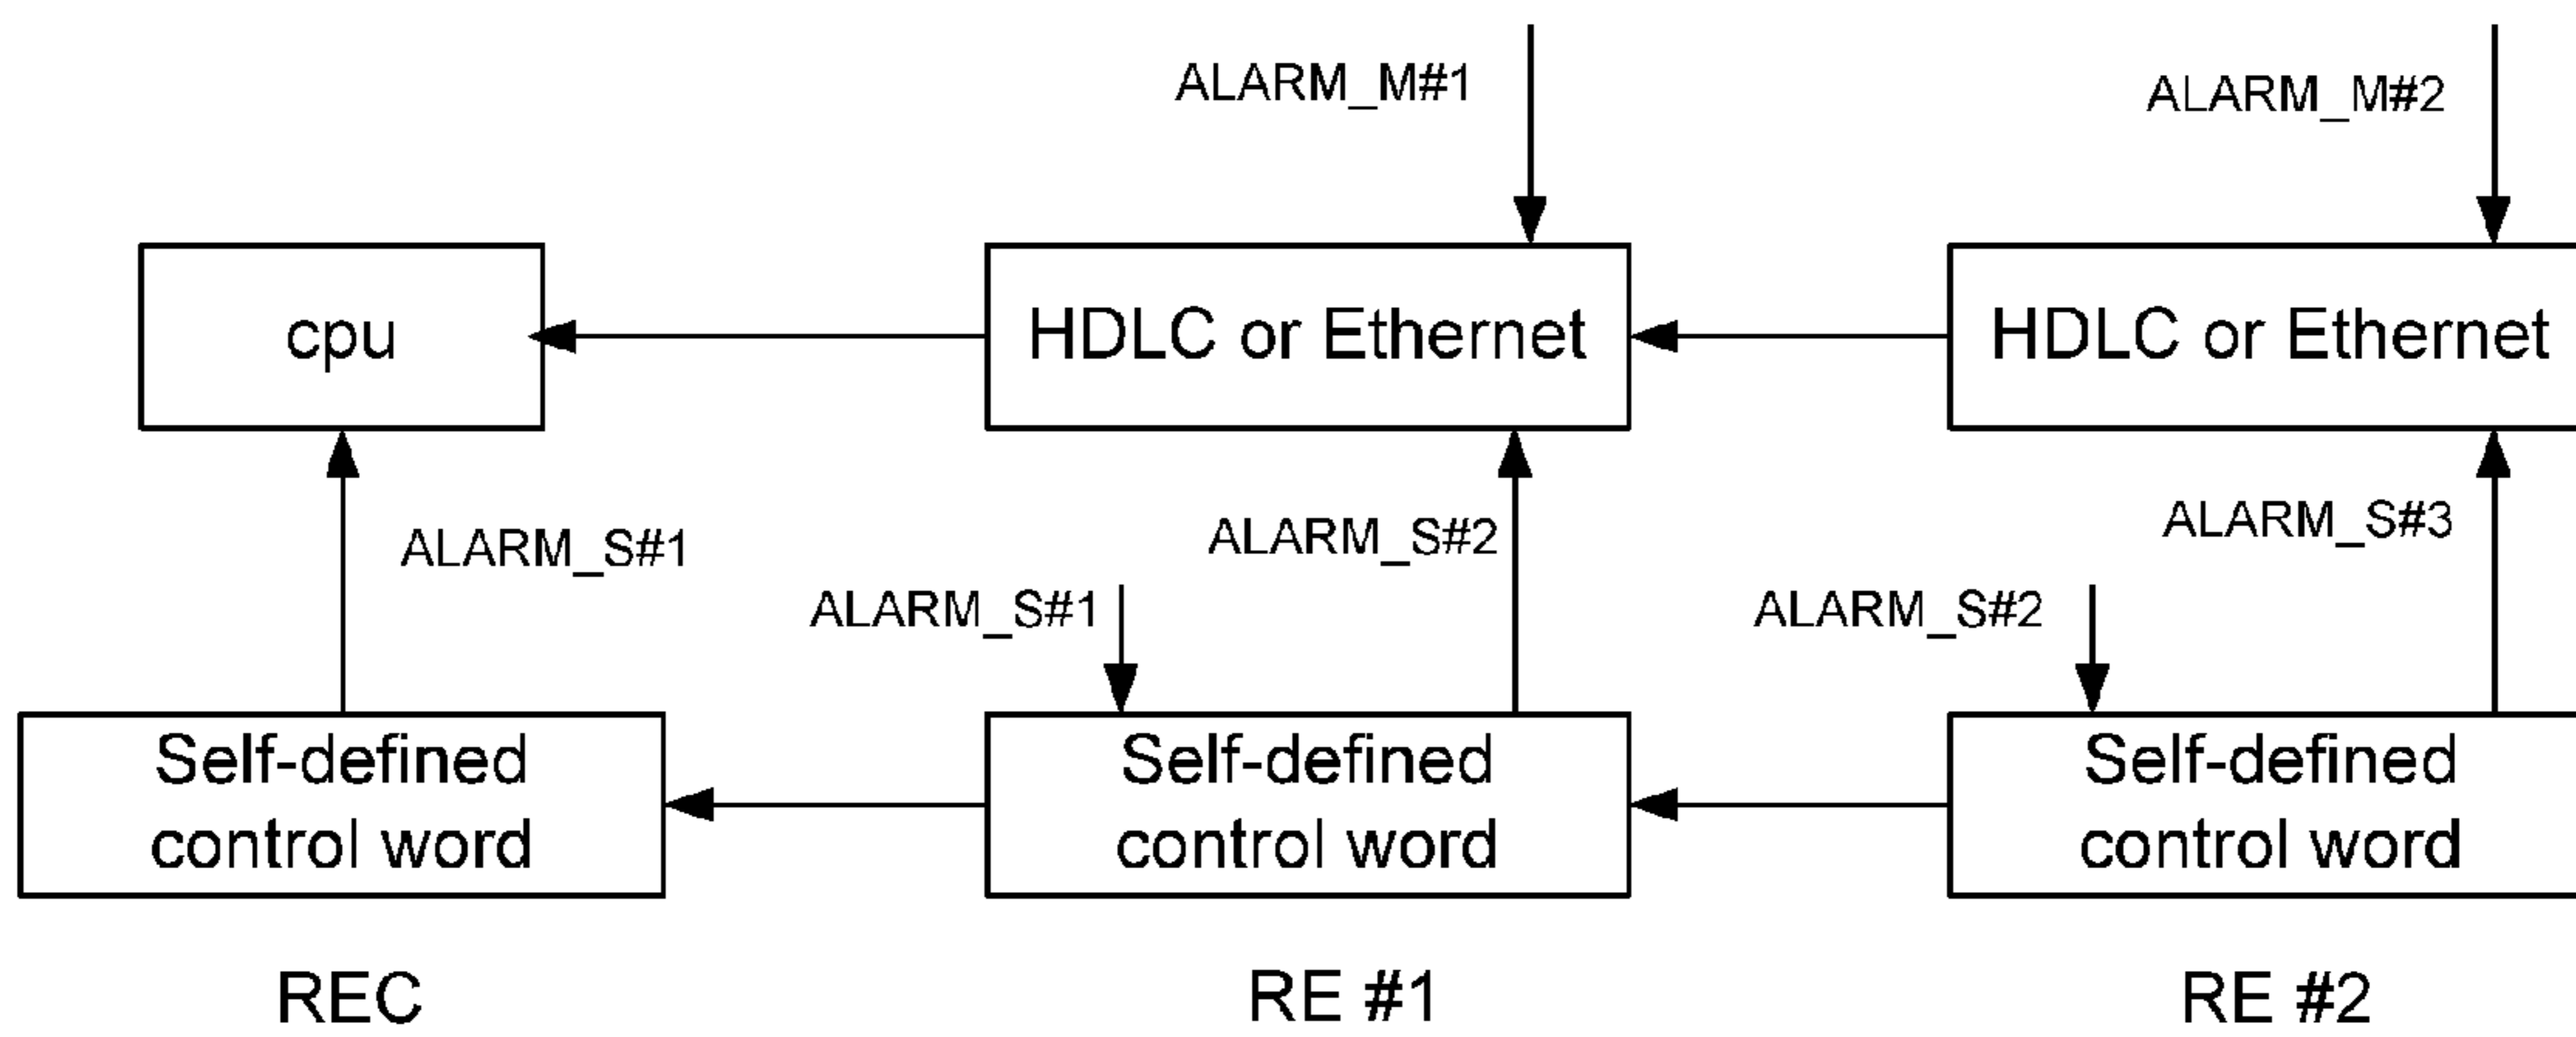 ALARM_M#1
ALARM_M#2
cpu
HDLC or Ethernet
HDLC or Ethernet
ALARM_S#1
ALARM_S#2
ALARM_S#3
ALARM_S#1
ALARM_S#2
Self-defined
control word
Self-defined
control word
Self-defined
control word
REC
RE #1
RE #2